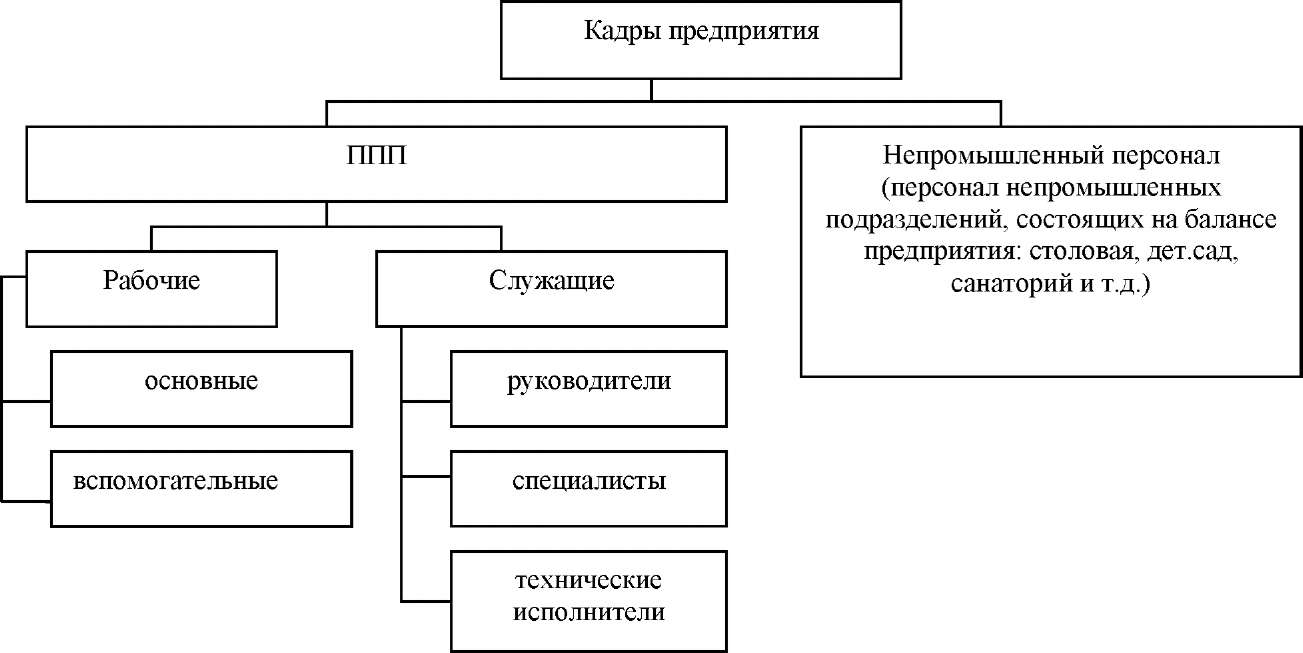 Кадры предприятия
ППП
Непромышленный персонал
(персонал непромышленных
подразделений, состоящих на балансе
предприятия: столовая, дет.сад,
санаторий и т.д.)
Рабочие
Служащие
основные
вспомогательные
руководители
специалисты
технические
исполнители